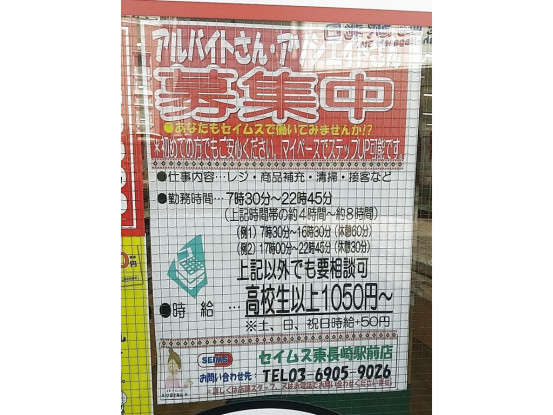 アルバイトさん・
募集中
●あなたもセイムスで働いてみませんか!?
※初めての方でもご安心ください。マイペースでステップUP可能です
●仕事内容…レジ・商品補充・清掃・接客など
●勤務時間…7時30分～22時45分
(上記時間帯の約4時間～約8時間)
(例1) 7時30分～16時30分 (休憩60分)
(例2) 17時00分～22時45分 (休憩30分)
上記以外でも要相談可
●時　給…高校生以上1050円～
※土、日、祝日時給+50円
SEIMS
セイムス東長崎駅前店
お問い合わせ先：TEL03-6905-9026